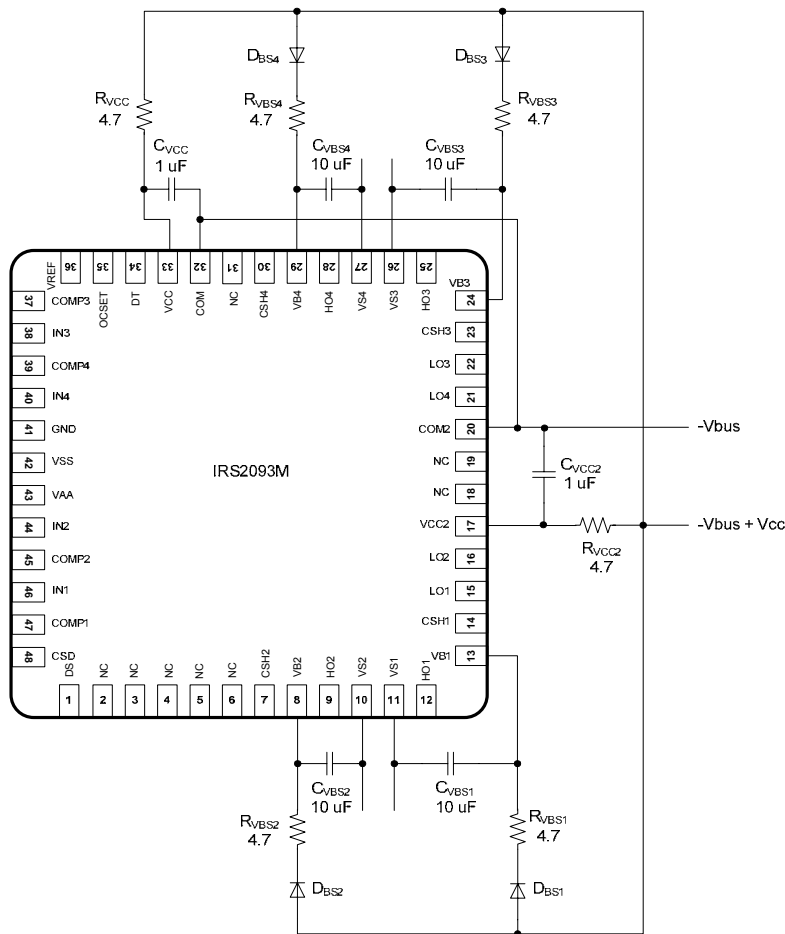 DBS4
DBS3
RVCC
4.7
RVBS4
4.7
RVBS3
4.7
CVCC
1 uF
CVBS4
10 uF
CVBS3
10 uF
36 35 34 33 32 31 30 29 28 27 26 25
VREF OCSET DT VCC COM NC CSH4 VB4 HO4 VS4 VS3 HO3
VB3 24
37 COMP3
CSH3 23
38 IN3
LO3 22
39 COMP4
LO4 21
40 IN4
COM2 20
41 GND
-Vbus
NC 19
42 VSS
CVCC2
1 uF
IRS2093M
NC 18
43 VAA
VCC2 17
44 IN2
-Vbus + Vcc
RVCC2
4.7
LO2 16
45 COMP2
LO1 15
46 IN1
CSH1 14
47 COMP1
VB1 13
48 CSD
DS NC NC NC NC NC CSH2 VB2 HO2 VS2 VS1 HO1
1 2 3 4 5 6 7 8 9 10 11 12
CVBS2
10 uF
CVBS1
10 uF
RVBS2
4.7
RVBS1
4.7
DBS2
DBS1